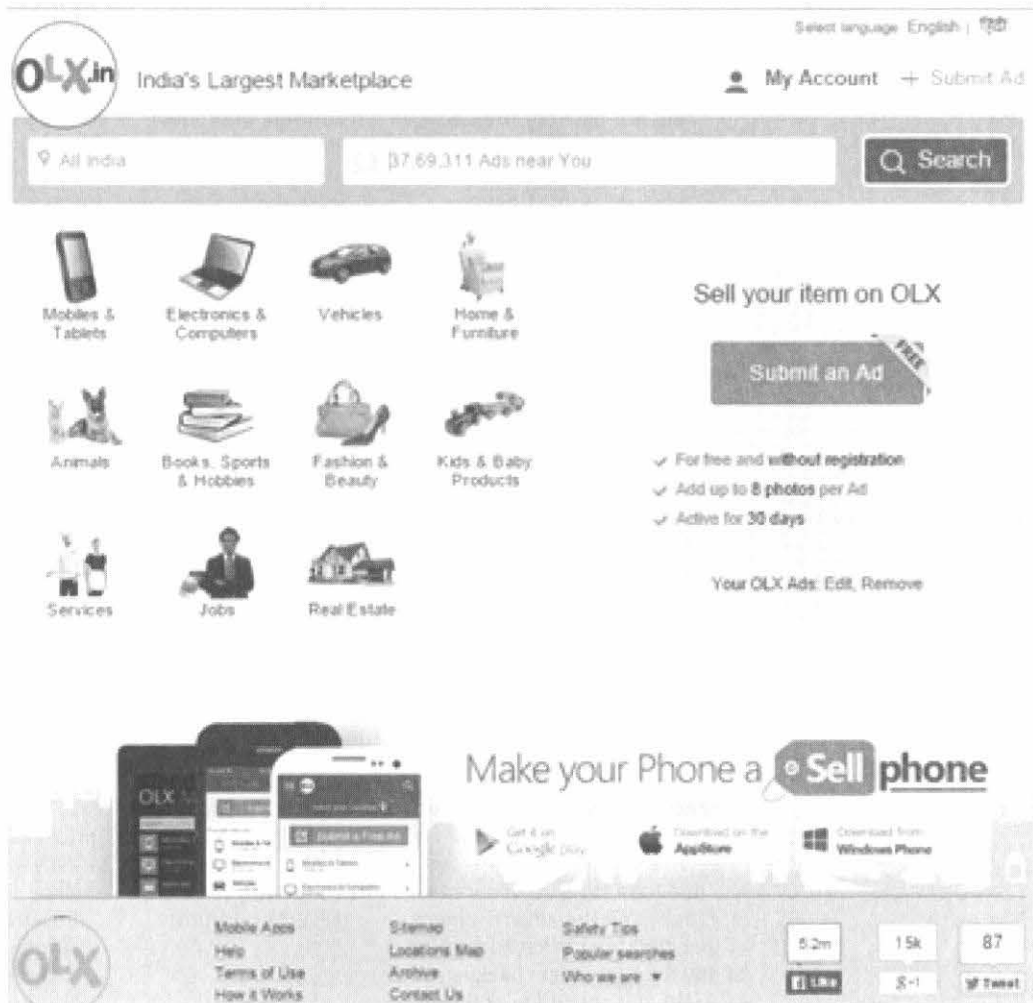 Select language English | हिंदी
OLX.in
India's Largest Marketplace
My Account + Submit Ad
All India
37,69,311 Ads near You
Search
Mobiles & Tablets
Electronics & Computers
Vehicles
Home & Furniture
Sell your item on OLX
FREE
Submit an Ad
Animals
Books, Sports & Hobbies
Fashion & Beauty
Kids & Baby Products
For free and without registration
Add up to 8 photos per Ad
Active for 30 days
Services
Jobs
Real Estate
Your OLX Ads: Edit, Remove
Make your Phone a Sell phone
OLX
Get it on Google play
Download on the AppStore
Download from Windows Phone
OLX
Mobile Apps
Help
Terms of Use
How it Works
Sitemap
Locations Map
Archive
Contact Us
Safety Tips
Popular searches
Who we are
5.2m
Like
15k
g+1
87
Tweet